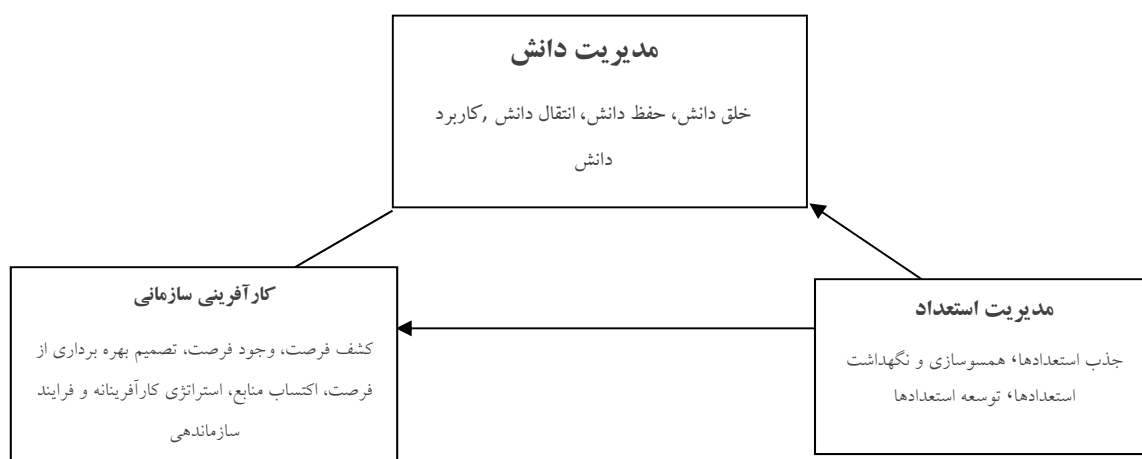 مدیریت دانش
خلق دانش، حفظ دانش، انتقال دانش ,کاربرد
دانش
مدیریت استعداد
جذب استعدادها، همسوسازی و نگهداشت
استعدادها، توسعه استعدادها
کارآفرینی سازمانی
کشف فرصت، وجود فرصت، تصمیم بهره برداری از
فرصت، اکتساب منابع، استراتژی کارآفرینانه و فرایند
سازماندهی